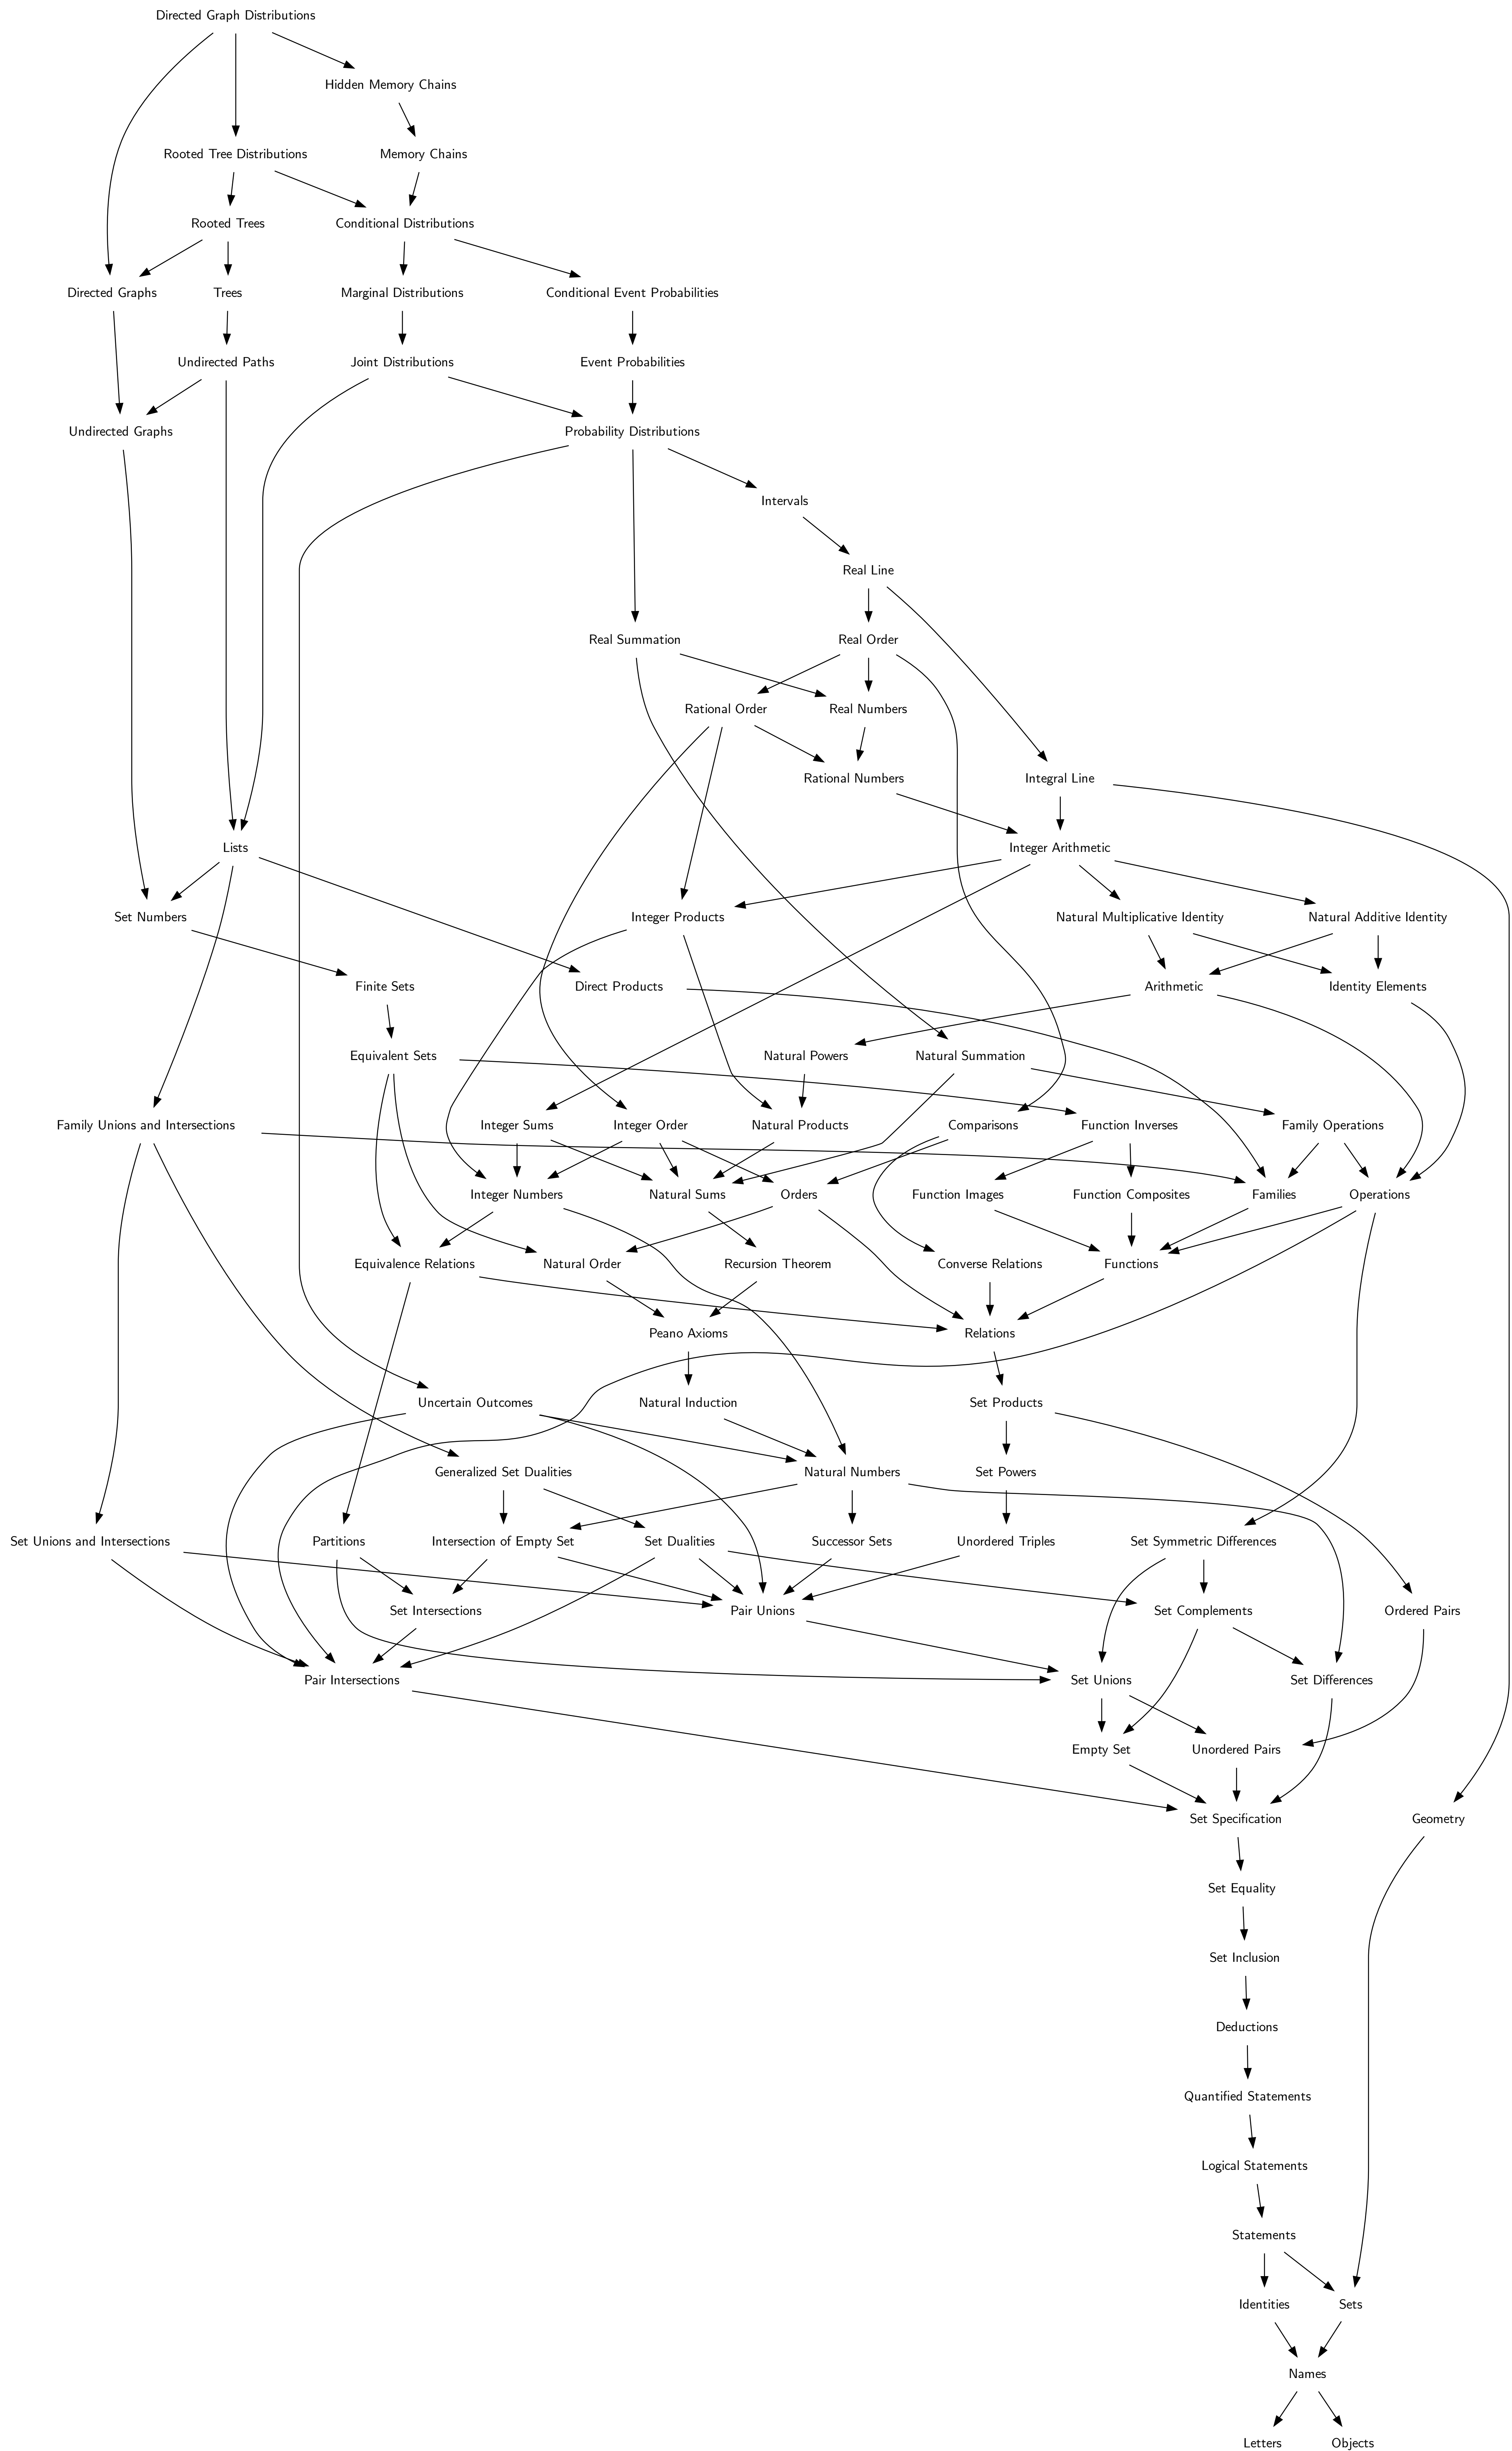 Directed Graph Distributions
Hidden Memory Chains
Rooted Tree Distributions
Memory Chains
Rooted Trees
Conditional Distributions
Directed Graphs
Trees
Marginal Distributions
Conditional Event Probabilities
Undirected Paths
Joint Distributions
Event Probabilities
Undirected Graphs
Probability Distributions
Intervals
Real Line
Real Summation
Real Order
Rational Order
Real Numbers
Rational Numbers
Integral Line
Lists
Integer Arithmetic
Set Numbers
Integer Products
Natural Multiplicative Identity
Natural Additive Identity
Finite Sets
Direct Products
Arithmetic
Identity Elements
Equivalent Sets
Natural Powers
Natural Summation
Family Unions and Intersections
Integer Sums
Integer Order
Natural Products
Comparisons
Function Inverses
Family Operations
Integer Numbers
Natural Sums
Orders
Function Images
Function Composites
Families
Operations
Equivalence Relations
Natural Order
Recursion Theorem
Converse Relations
Functions
Peano Axioms
Relations
Uncertain Outcomes
Natural Induction
Set Products
Generalized Set Dualities
Natural Numbers
Set Powers
Set Unions and Intersections
Partitions
Intersection of Empty Set
Set Dualities
Successor Sets
Unordered Triples
Set Symmetric Differences
Set Intersections
Pair Unions
Set Complements
Ordered Pairs
Pair Intersections
Set Unions
Set Differences
Empty Set
Unordered Pairs
Set Specification
Geometry
Set Equality
Set Inclusion
Deductions
Quantified Statements
Logical Statements
Statements
Identities
Sets
Names
Letters
Objects